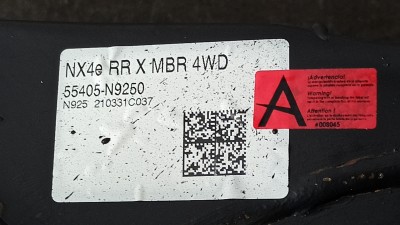 NX4e RR X MBR 4WD
55405-N9250
N925 210331C037
A
¡Advertencia!
Warning!
Attention !